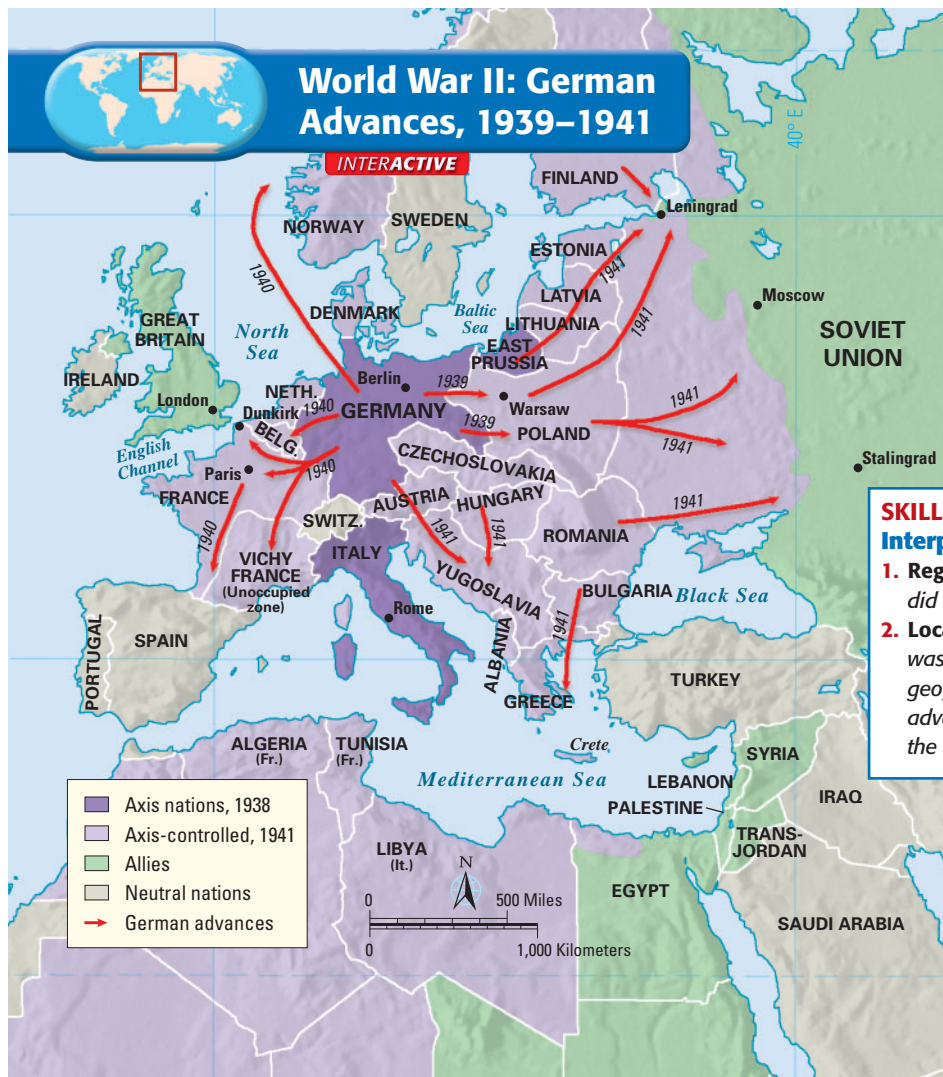 World War II: German
Advances, 1939–1941
INTERACTIVE
40° E
FINLAND
Leningrad
NORWAY
SWEDEN
ESTONIA
1940
1941
LATVIA
Moscow
DENMARK
Baltic
Sea
LITHUANIA
1941
GREAT
BRITAIN
North
Sea
EAST
PRUSSIA
SOVIET
UNION
IRELAND
Berlin
1939
NETH.
London
1940
GERMANY
Warsaw
1941
Dunkirk
1939
POLAND
BELG.
1941
English
Channel
CZECHOSLOVAKIA
Stalingrad
Paris
1940
FRANCE
AUSTRIA
HUNGARY
1941
SWITZ.
1940
1941
1941
ROMANIA
ITALY
VICHY
FRANCE
(Unoccupied
zone)
YUGOSLAVIA
BULGARIA
Black Sea
Rome
1941
PORTUGAL
SPAIN
ALBANIA
TURKEY
GREECE
ALGERIA
(Fr.)
TUNISIA
(Fr.)
Crete
SYRIA
Mediterranean Sea
LEBANON
IRAQ
PALESTINE
TRANS-
JORDAN
LIBYA
(It.)
EGYPT
SAUDI ARABIA
N
0
500 Miles
0
1,000 Kilometers
Axis nations, 1938
Axis-controlled, 1941
Allies
Neutral nations
German advances
SKILL
Interp
1. Reg
did
2. Loca
was
geog
adva
the